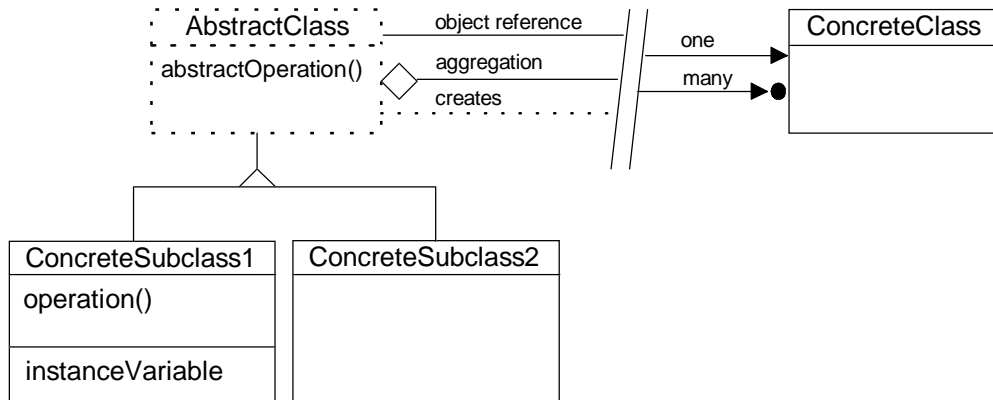 AbstractClass
abstractOperation()
object reference
aggregation
creates
one
many
ConcreteClass
ConcreteSubclass1
operation()
instanceVariable
ConcreteSubclass2